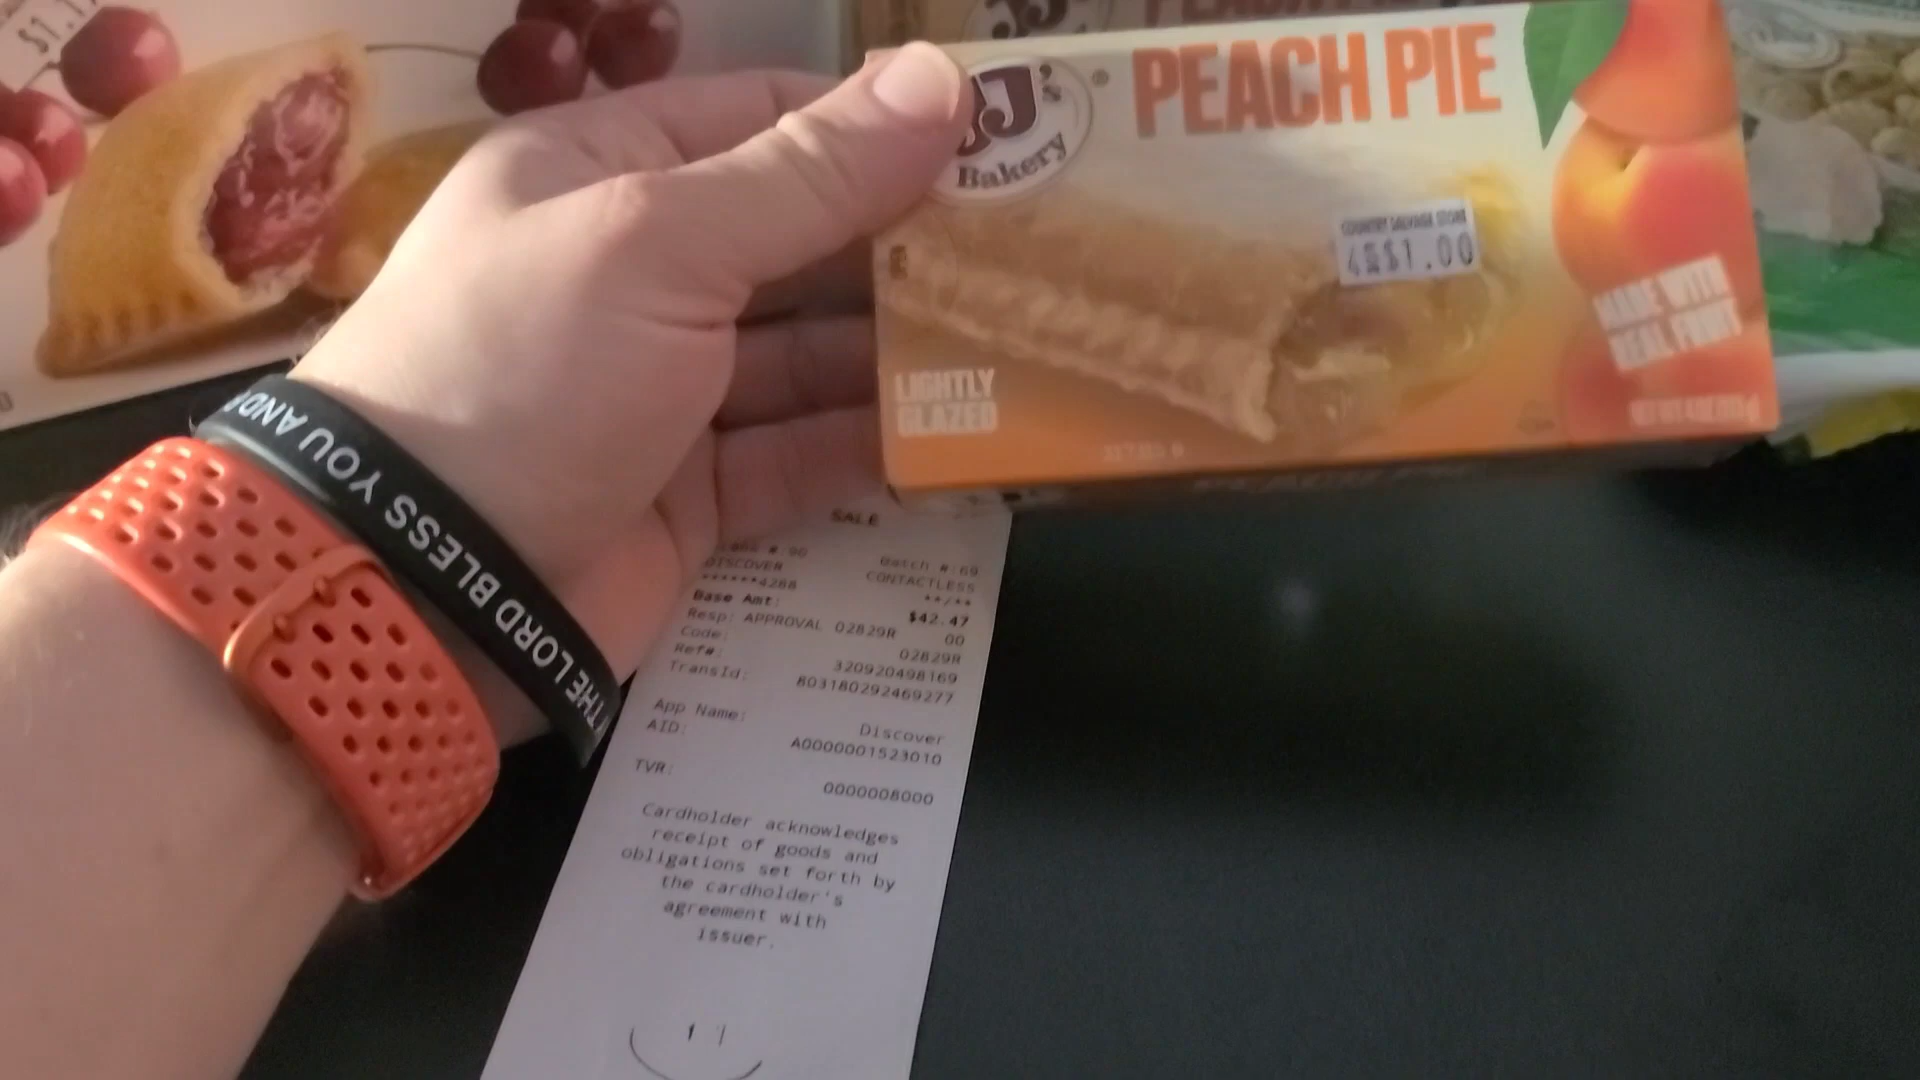 $1.1
JJ's
Bakery
®
PEACH PIE
COUNTRY SALVAGE STORE
4 $1.00
MADE WITH
REAL FRUIT
LIGHTLY
GLAZED
THE LORD BLESS YOU AND
SALE
Batch #:69
DISCOVER CONTACTLESS
******4288 **/**
Base Amt: $42.47
Resp: APPROVAL 02829R 00
Code: 02829R
Ref#: 320920498169
TransId: 803180292469277
App Name: Discover
AID: A0000001523010
TVR: 0000008000
Cardholder acknowledges
receipt of goods and
obligations set forth by
the cardholder's
agreement with
issuer.